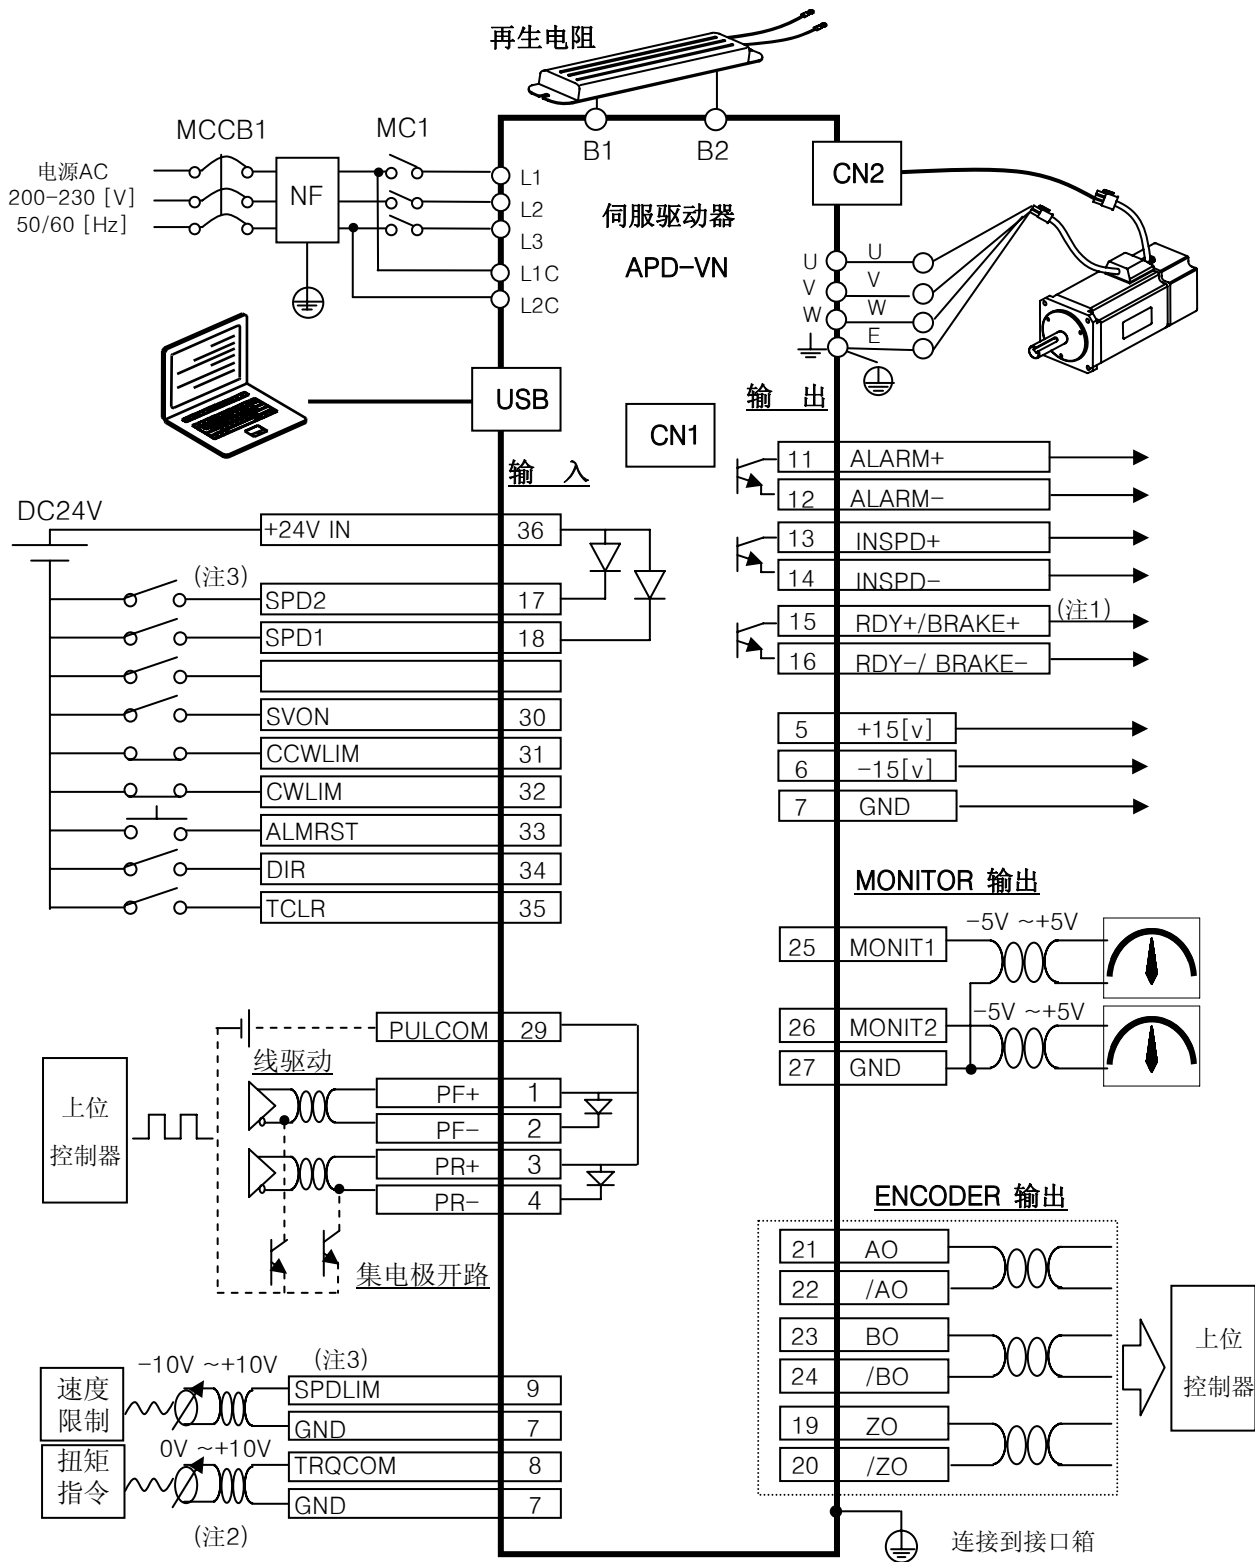 再生电阻
MCCB1
MC1
B1
B2
CN2
电源AC
200-230 [V]
50/60 [Hz]
NF
L1
L2
L3
L1C
L2C
伺服驱动器
APD-VN
U
V
W
U
V
W
E
USB
输 出
CN1
输 入
11 ALARM+
12 ALARM-
13 INSPD+
14 INSPD-
15 RDY+/BRAKE+ (注1)
16 RDY-/ BRAKE-
DC24V
+24V IN 36
(注3)
SPD2 17
SPD1 18
SVON 30
CCWLIM 31
CWLIM 32
ALMRST 33
DIR 34
TCLR 35
5 +15[v]
6 -15[v]
7 GND
MONITOR 输出
-5V ~+5V
25 MONIT1
-5V ~+5V
26 MONIT2
27 GND
PULCOM 29
线驱动
上位
控制器
PF+ 1
PF- 2
PR+ 3
PR- 4
集电极开路
ENCODER 输出
21 AO
22 /AO
23 BO
24 /BO
19 ZO
20 /ZO
上位
控制器
-10V ~+10V (注3)
速度
限制
SPDLIM 9
GND 7
0V ~+10V
扭矩
指令
TRQCOM 8
GND 7
(注2)
连接到接口箱